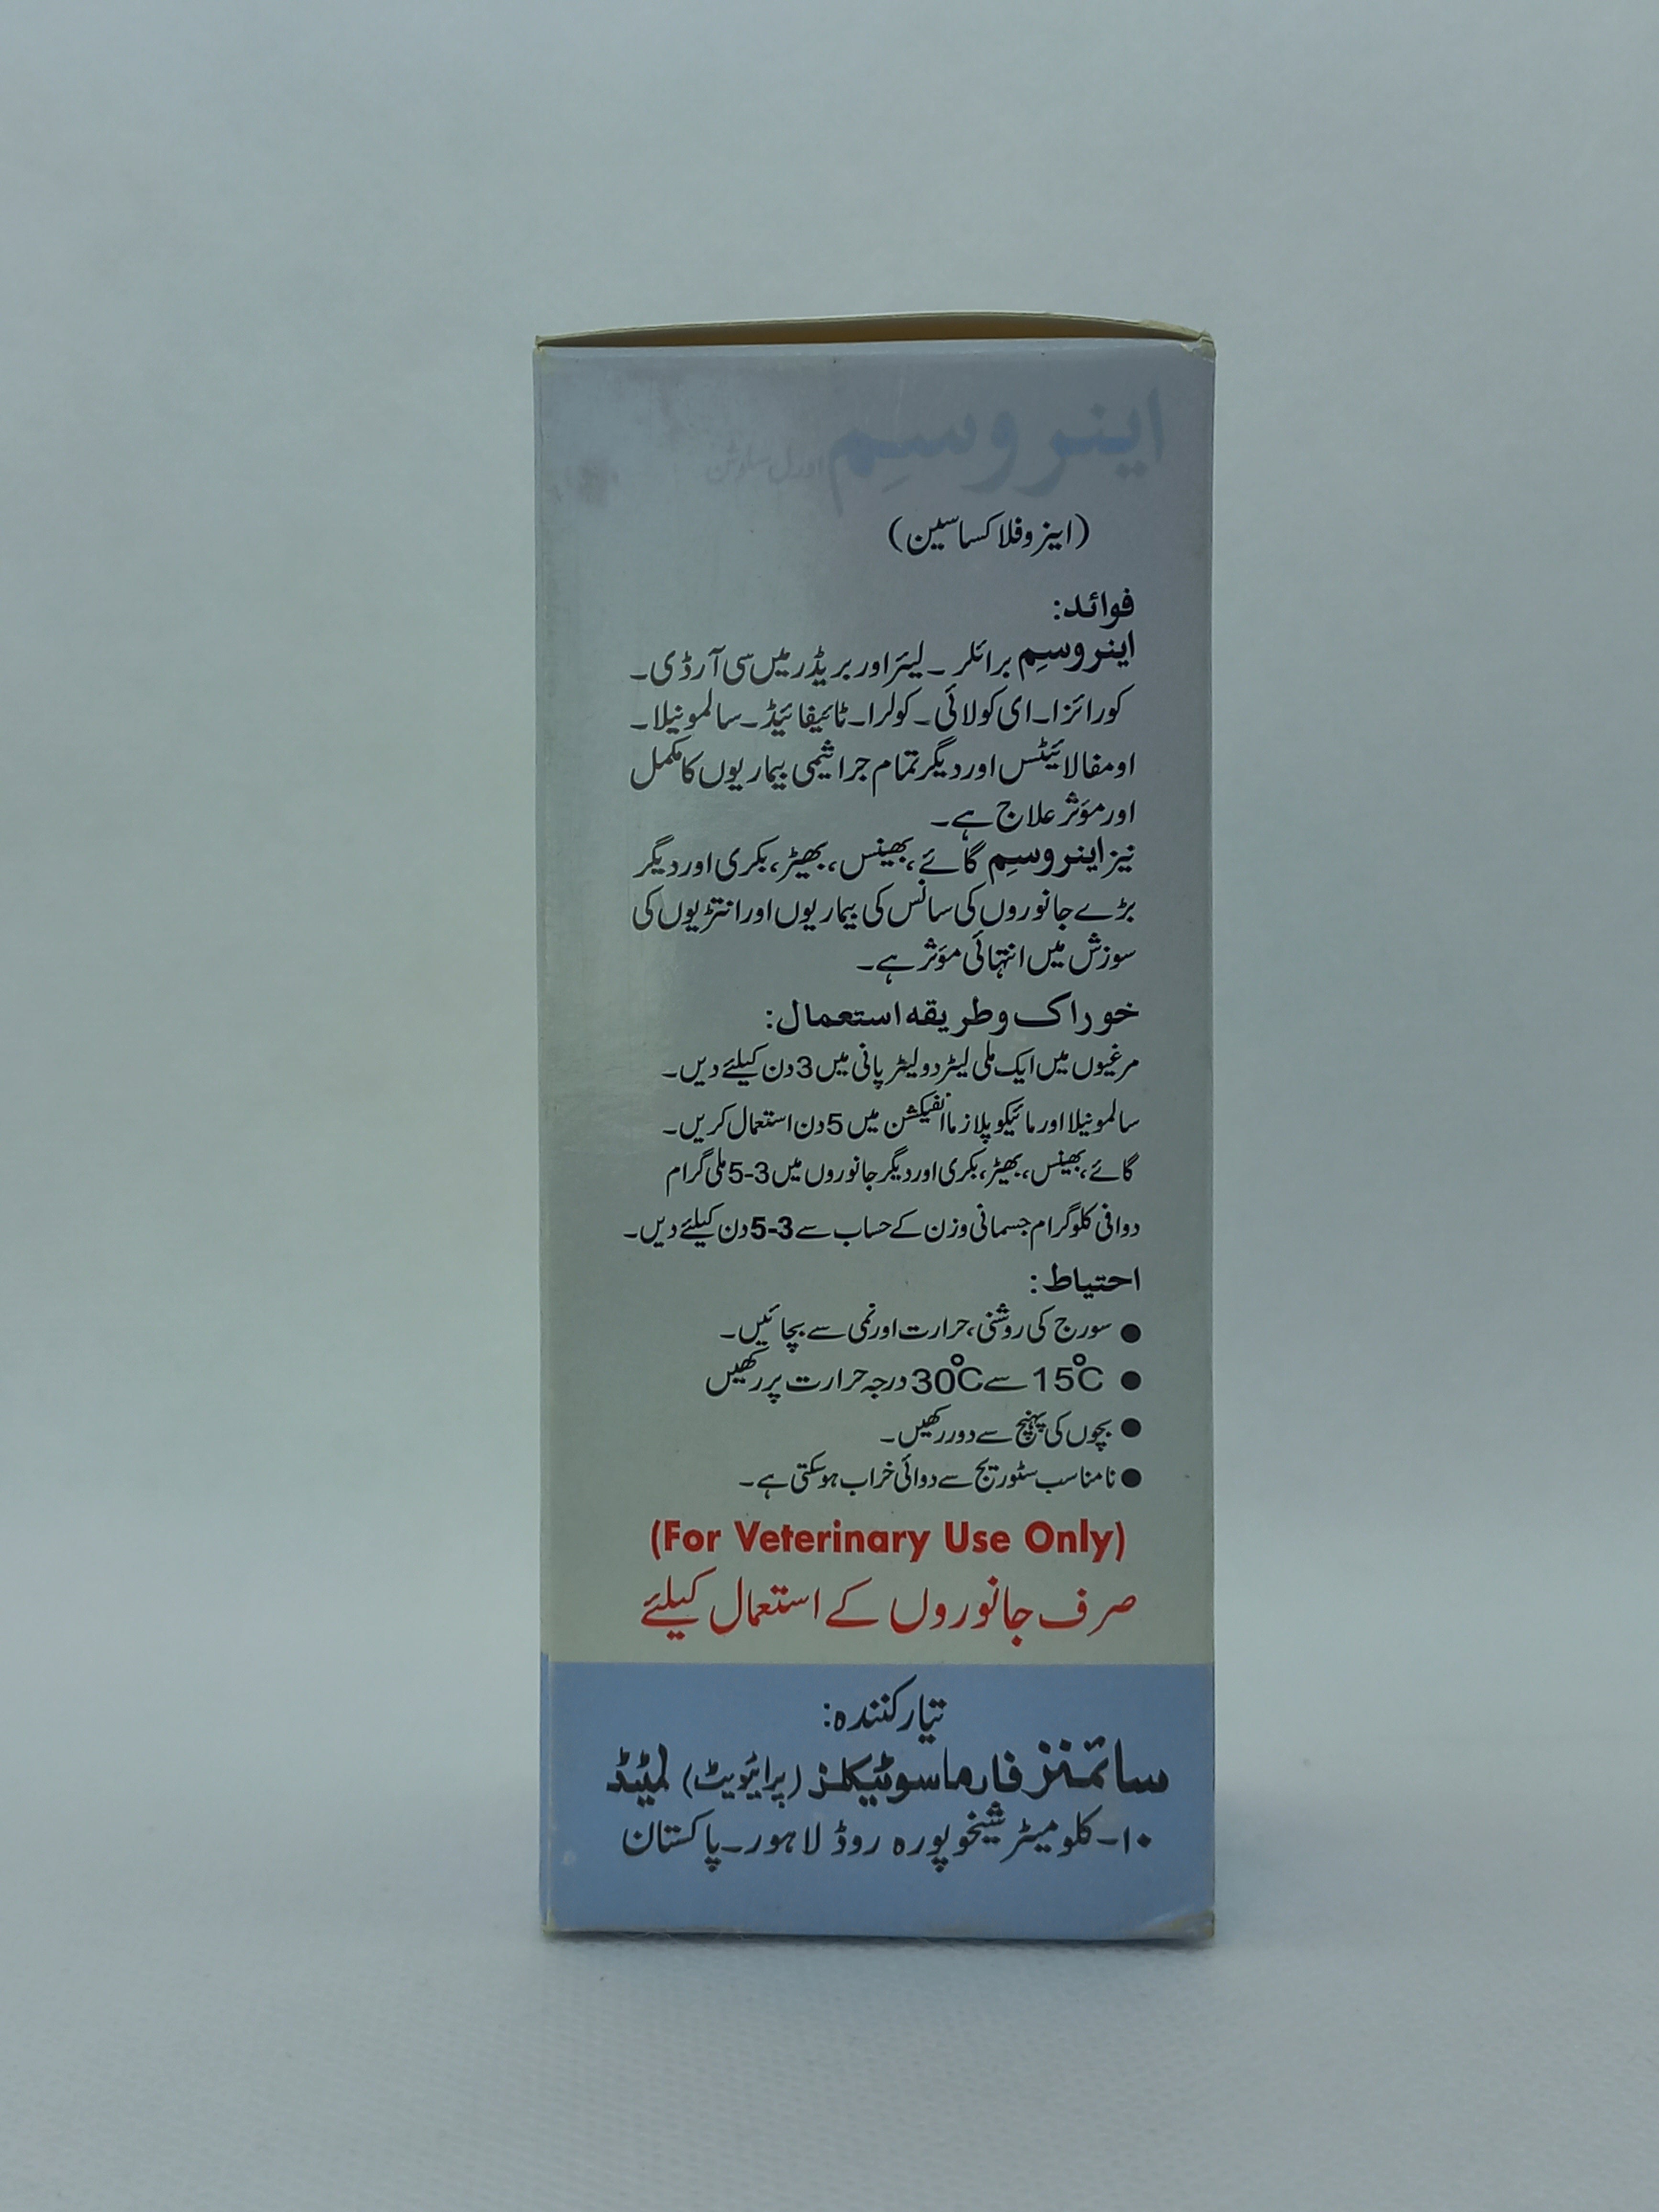 اینروسِم اورل سلوشن
(اینروفلاکساسین)
فوائد:
اینروسِم برائلر۔ لیئر اور بریڈر میں سی آر ڈی۔
کورائزا۔ ای کولائی۔ کولرا۔ ٹائیفائیڈ۔ سالمونیلا۔
اومفالائیٹس اور دیگر تمام جراثیمی بیماریوں کا مکمل
اور مؤثر علاج ہے۔
نیز اینروسِم گائے، بھینس، بھیڑ، بکری اور دیگر
بڑے جانوروں کی سانس کی بیماریوں اور انتڑیوں کی
سوزش میں انتہائی مؤثر ہے۔
خوراک و طریقہ استعمال:
مرغیوں میں ایک ملی لیٹر دو لیٹر پانی میں 3 دن کیلئے دیں۔
سالمونیلا اور مائیکوپلازما انفیکشن میں 5 دن استعمال کریں۔
گائے، بھینس، بھیڑ، بکری اور دیگر جانوروں میں 3-5 ملی گرام
دوا فی کلوگرام جسمانی وزن کے حساب سے 3-5 دن کیلئے دیں۔
احتیاط:
● سورج کی روشنی، حرارت اور نمی سے بچائیں۔
● 15°C سے 30°C درجہ حرارت پر رکھیں
● بچوں کی پہنچ سے دور رکھیں۔
● نامناسب سٹوریج سے دوائی خراب ہو سکتی ہے۔
(For Veterinary Use Only)
صرف جانوروں کے استعمال کیلئے
تیار کنندہ:
سائمنز فارماسوٹیکلز (پرائیویٹ) لمیٹڈ
۱۰-کلومیٹر شیخوپورہ روڈ لاہور۔ پاکستان